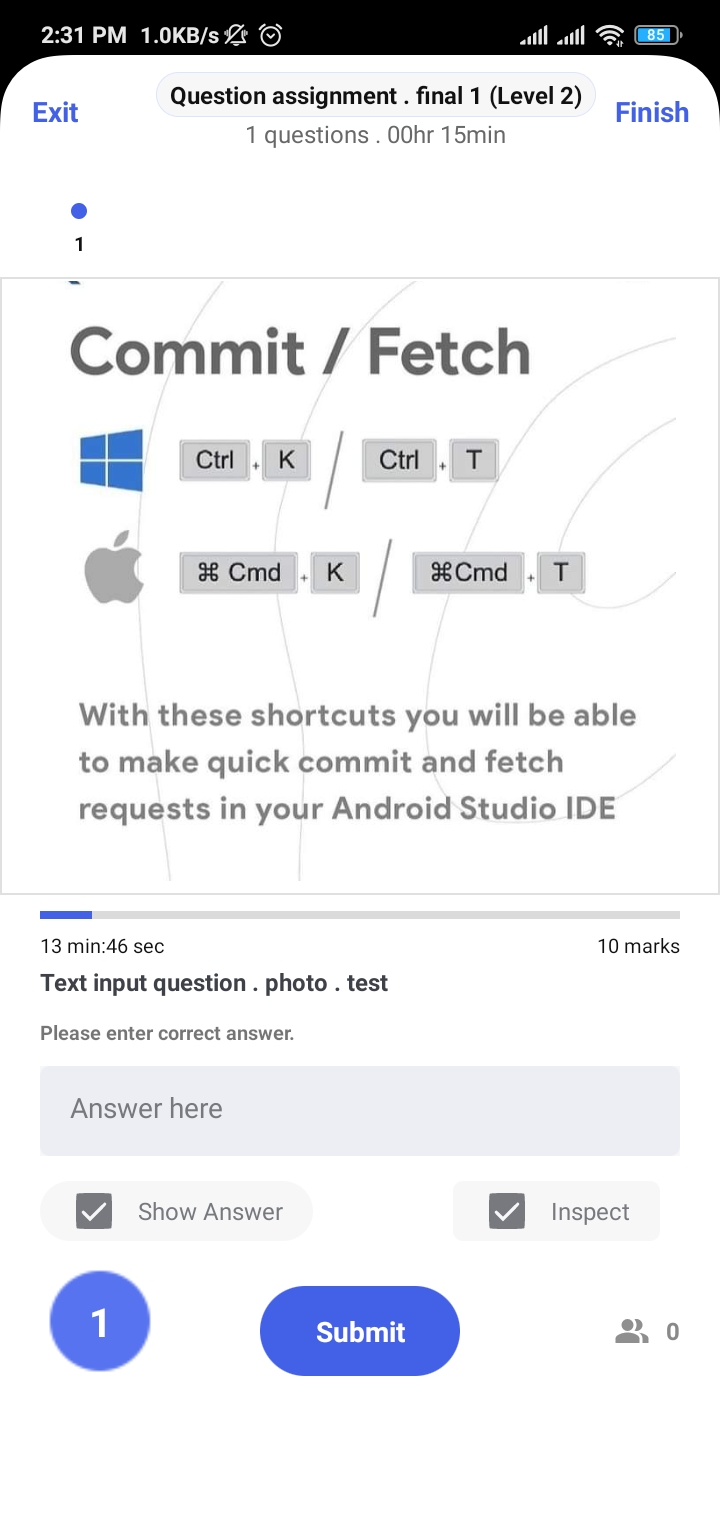 2:31 PM 1.0KB/s 85
Exit
Question assignment . final 1 (Level 2)
Finish
1 questions . 00hr 15min
1
Commit / Fetch
Ctrl + K / Ctrl + T
⌘ Cmd + K / ⌘Cmd + T
With these shortcuts you will be able
to make quick commit and fetch
requests in your Android Studio IDE
13 min:46 sec 10 marks
Text input question . photo . test
Please enter correct answer.
Answer here
Show Answer Inspect
1 Submit 0